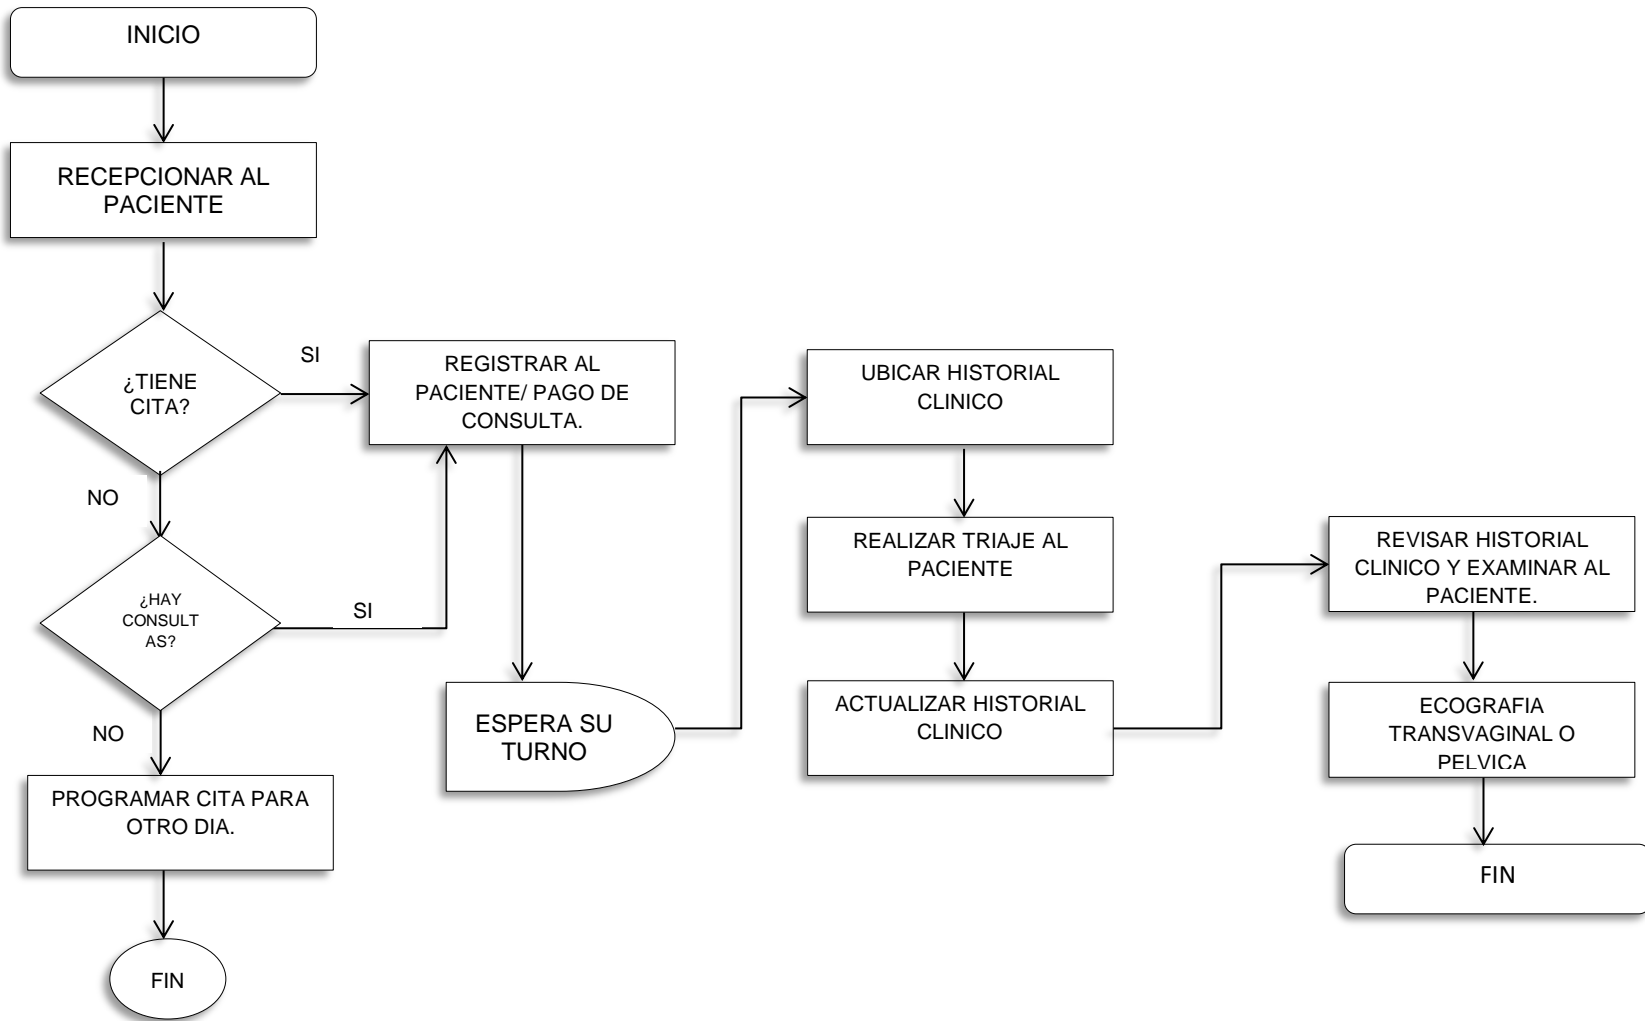 INICIO
RECEPCIONAR AL
PACIENTE
¿TIENE
CITA?
SI
NO
¿HAY
CONSULT
AS?
SI
NO
PROGRAMAR CITA PARA
OTRO DIA.
FIN
REGISTRAR AL
PACIENTE/ PAGO DE
CONSULTA.
ESPERA SU
TURNO
UBICAR HISTORIAL
CLINICO
REALIZAR TRIAJE AL
PACIENTE
ACTUALIZAR HISTORIAL
CLINICO
REVISAR HISTORIAL
CLINICO Y EXAMINAR AL
PACIENTE.
ECOGRAFIA
TRANSVAGINAL O
PELVICA
FIN